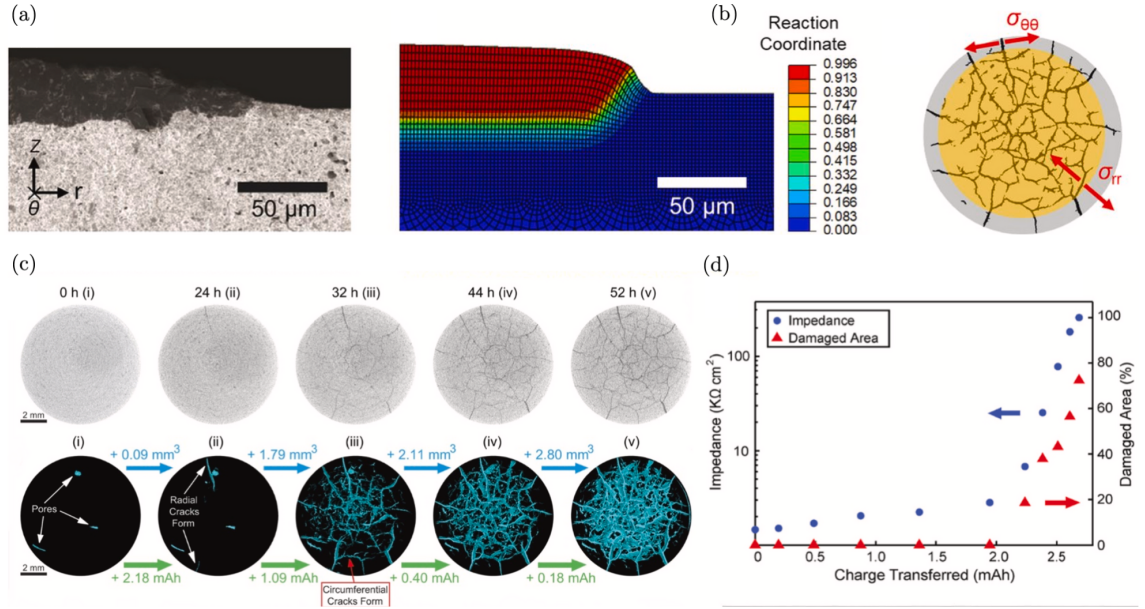 (a)
Z
r
θ̂
50 μm
50 μm
Reaction
Coordinate
0.996
0.913
0.830
0.747
0.664
0.581
0.498
0.415
0.332
0.249
0.166
0.083
0.000
(b)
σθθ
σrr
(c)
0 h (i) 24 h (ii) 32 h (iii) 44 h (iv) 52 h (v)
2 mm
(i) (ii) (iii) (iv) (v)
+ 0.09 mm³ + 1.79 mm³ + 2.11 mm³ + 2.80 mm³
Pores
Radial
Cracks
Form
2 mm
+ 2.18 mAh + 1.09 mAh + 0.40 mAh + 0.18 mAh
Circumferential
Cracks Form
(d)
Impedance
Damaged Area
Impedance (KΩ cm²)
100
10
Damaged Area (%)
100
80
60
40
20
0
0 0.5 1.0 1.5 2.0 2.5
Charge Transferred (mAh)